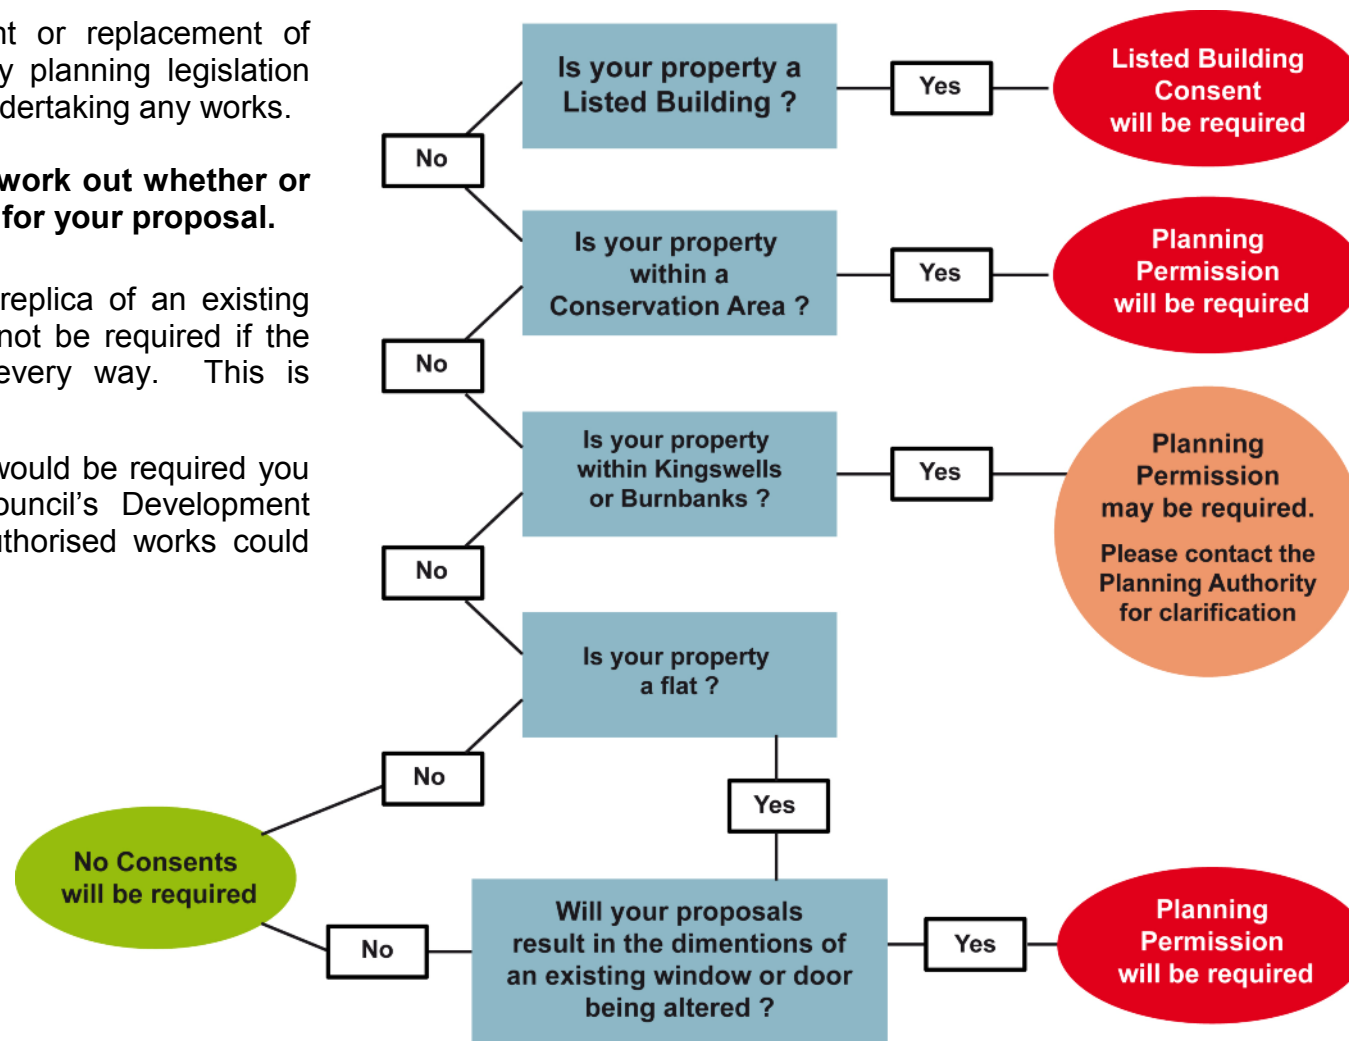 nt or replacement of
y planning legislation
dertaking any works.
work out whether or
for your proposal.
replica of an existing
not be required if the
every way. This is
would be required you
ouncil's Development
uthorised works could
Is your property a
Listed Building ?
Yes
Listed Building
Consent
will be required
No
Is your property
within a
Conservation Area ?
Yes
Planning
Permission
will be required
No
Is your property
within Kingswells
or Burnbanks ?
Yes
Planning
Permission
may be required.
Please contact the
Planning Authority
for clarification
No
Is your property
a flat ?
No
Yes
No Consents
will be required
No
Will your proposals
result in the dimentions of
an existing window or door
being altered ?
Yes
Planning
Permission
will be required